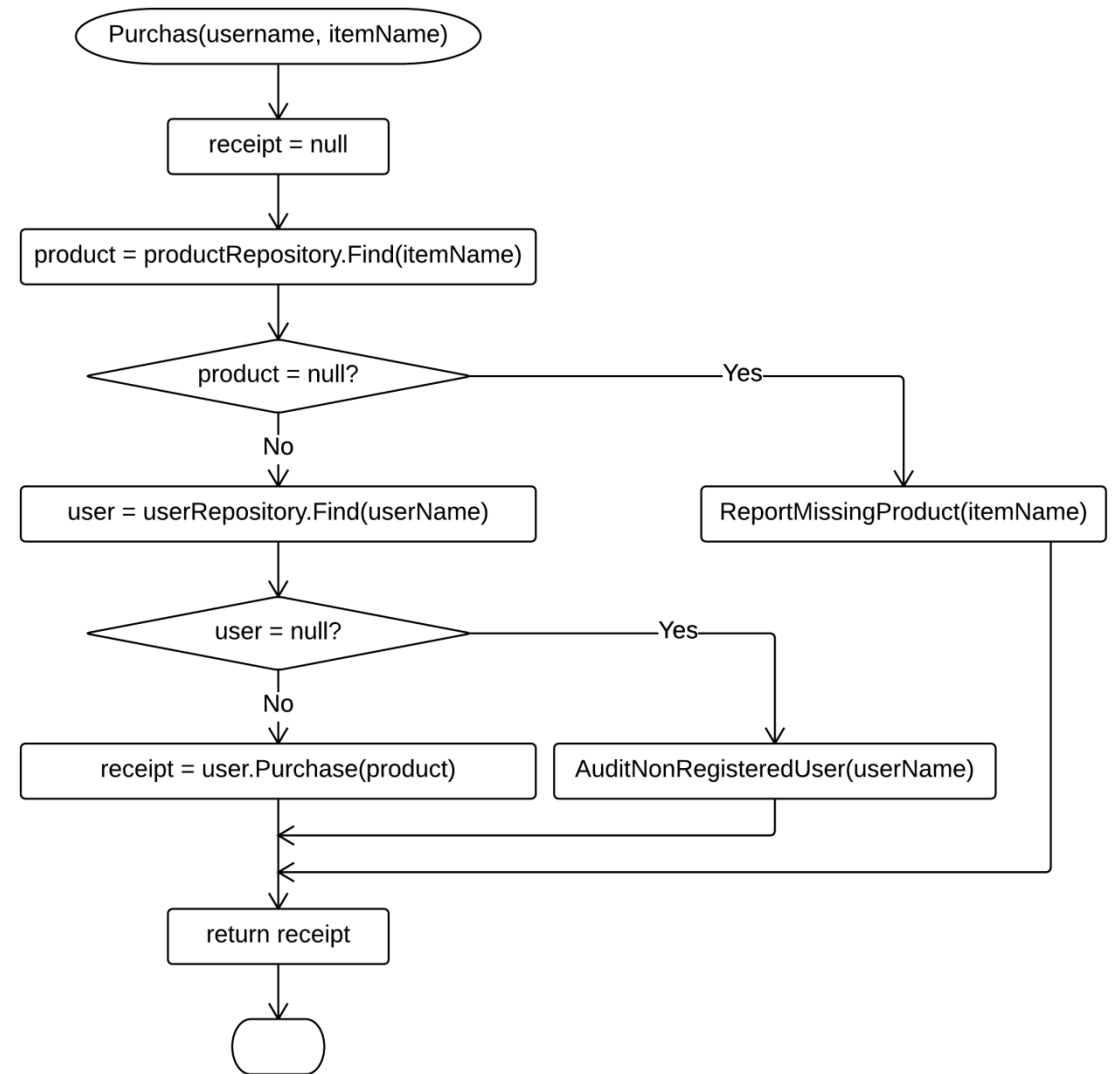 Purchas(username, itemName)
receipt = null
product = productRepository.Find(itemName)
product = null?
Yes
No
user = userRepository.Find(userName)
ReportMissingProduct(itemName)
user = null?
Yes
No
receipt = user.Purchase(product)
AuditNonRegisteredUser(userName)
return receipt